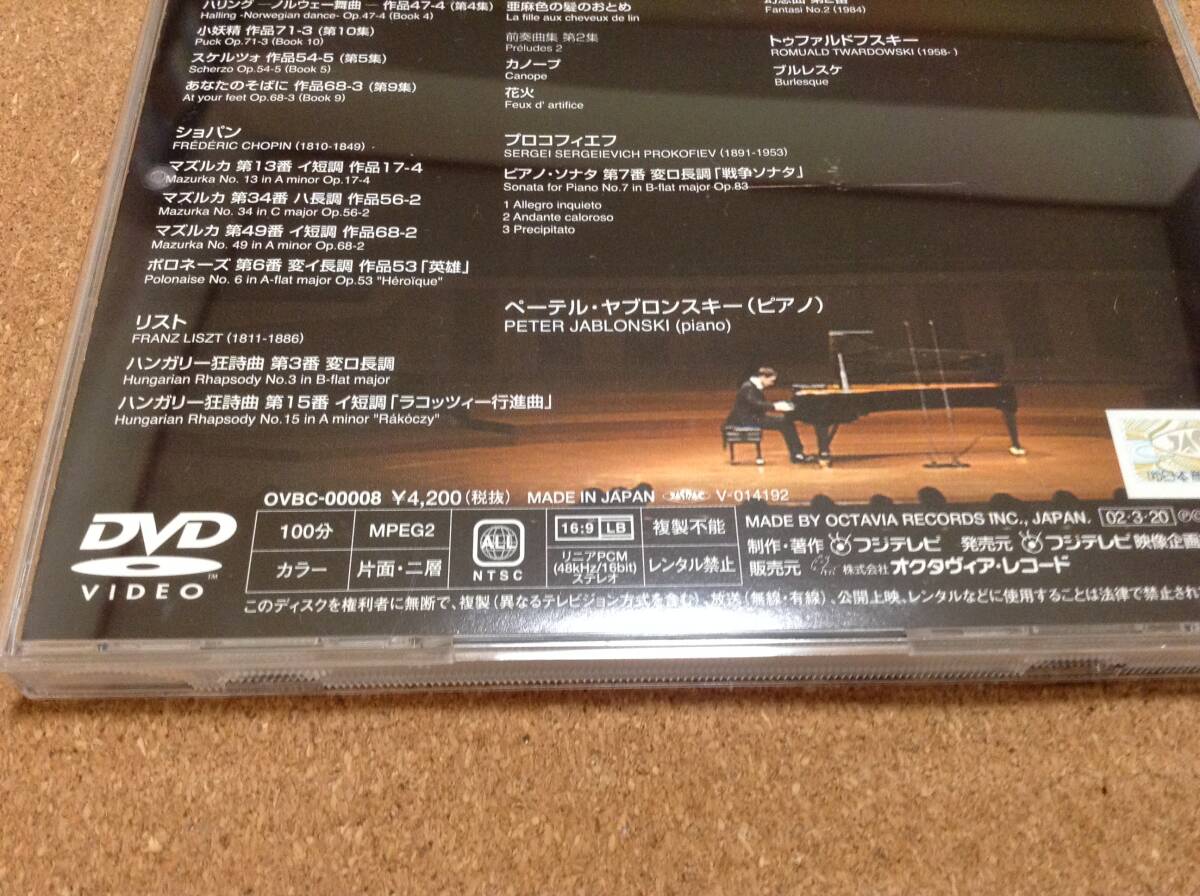 ハリング ―ノルウェー舞曲― 作品47-4 (第4集)
Halling -Norwegian dance- Op.47-4 (Book 4)
小妖精 作品71-3 (第10集)
Puck Op.71-3 (Book 10)
スケルツォ 作品54-5 (第5集)
Scherzo Op.54-5 (Book 5)
あなたのそばに 作品68-3 (第9集)
At your feet Op.68-3 (Book 9)
ショパン
FRÉDÉRIC CHOPIN (1810-1849)
マズルカ 第13番 イ短調 作品17-4
Mazurka No. 13 in A minor Op.17-4
マズルカ 第34番 ハ長調 作品56-2
Mazurka No. 34 in C major Op.56-2
マズルカ 第49番 イ短調 作品68-2
Mazurka No. 49 in A minor Op.68-2
ポロネーズ 第6番 変イ長調 作品53「英雄」
Polonaise No. 6 in A-flat major Op.53 "Héroïque"
リスト
FRANZ LISZT (1811-1886)
ハンガリー狂詩曲 第3番 変ロ長調
Hungarian Rhapsody No.3 in B-flat major
ハンガリー狂詩曲 第15番 イ短調「ラコッツィー行進曲」
Hungarian Rhapsody No.15 in A minor "Rákóczy"
亜麻色の髪のおとめ
La fille aux cheveux de lin
前奏曲集 第2集
Préludes 2
カノープ
Canope
花火
Feux d' artifice
プロコフィエフ
SERGEI SERGEIEVICH PROKOFIEV (1891-1953)
ピアノ・ソナタ 第7番 変ロ長調「戦争ソナタ」
Sonata for Piano No.7 in B-flat major Op.83
1 Allegro inquieto
2 Andante caloroso
3 Precipitato
幻想曲 第2番
Fantasi No.2 (1984)
トゥファルドフスキー
ROMUALD TWARDOWSKI (1958- )
ブルレスケ
Burlesque
ペーテル・ヤブロンスキー(ピアノ)
PETER JABLONSKI (piano)
OVBC-00008 ¥4,200(税抜) MADE IN JAPAN V-014192
DVD
VIDEO
100分 MPEG2
カラー 片面・二層
ALL
NTSC
16:9 LB
リニアPCM
(48kHz/16bit)
ステレオ
複製不能
レンタル禁止
MADE BY OCTAVIA RECORDS INC., JAPAN. 02・3・20
制作・著作 フジテレビ 発売元 フジテレビ映像企画
販売元 株式会社オクタヴィア・レコード
このディスクを権利者に無断で、複製(異なるテレビジョン方式を含む)、放送(無線・有線)、公開上映、レンタルなどに使用することは法律で禁止され